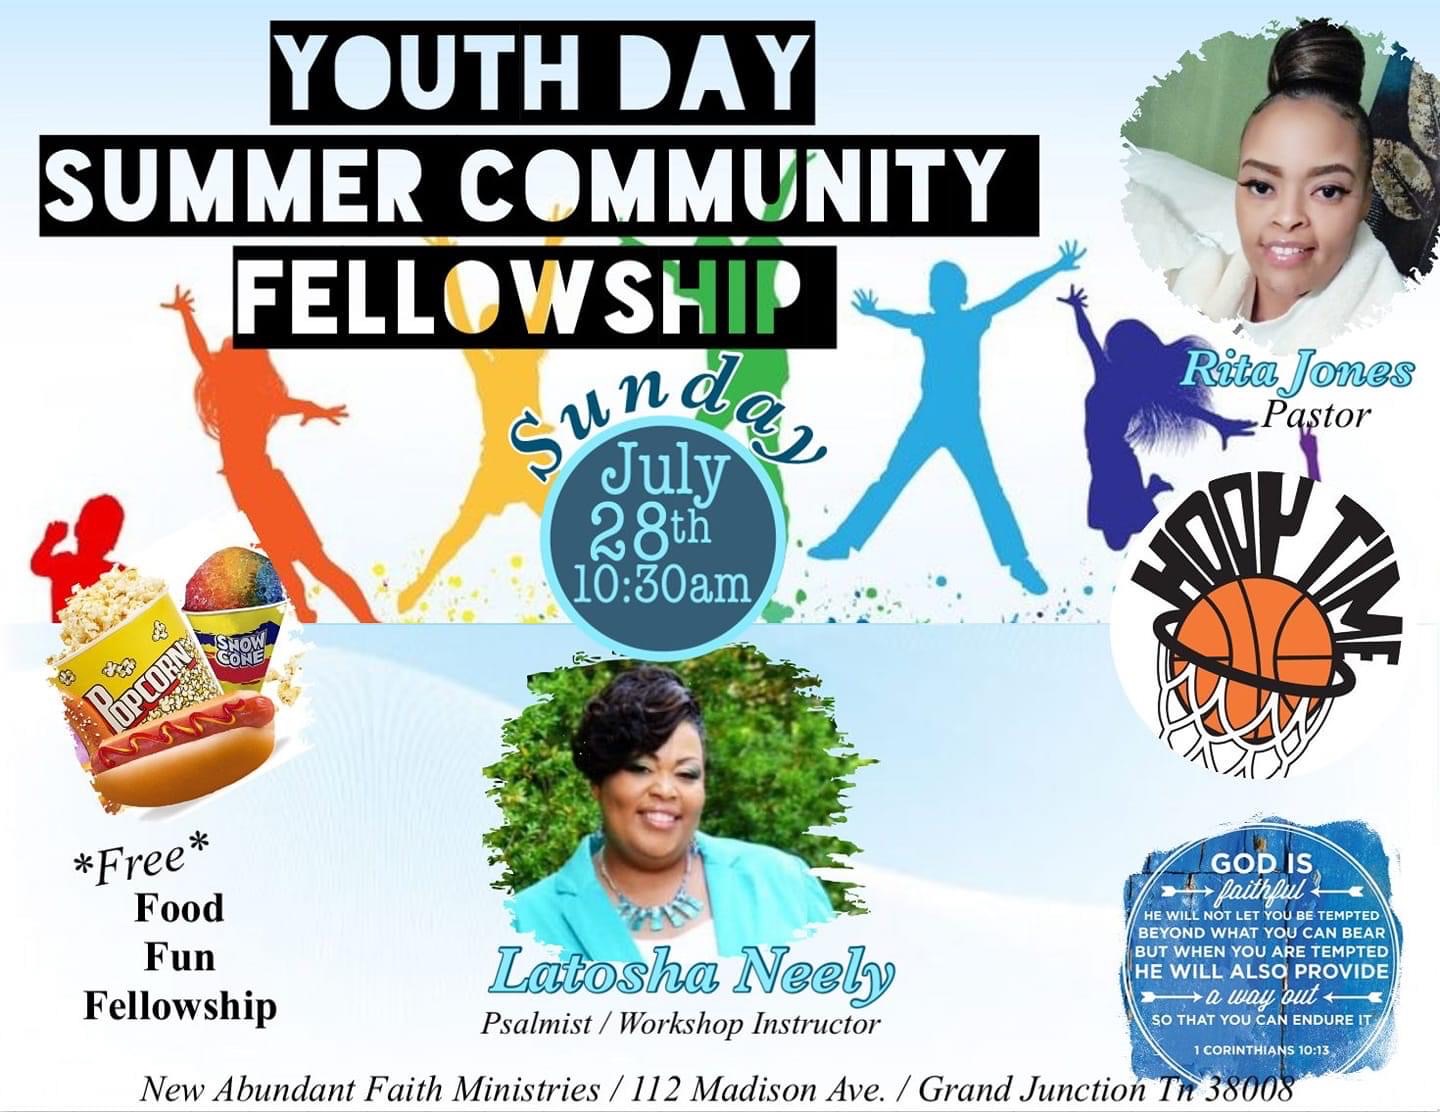 YOUTH DAY
SUMMER COMMUNITY
FELLOWSHIP
Rita Jones
Pastor
Sunday
July
28th
10:30am
HOOP TIME
SNOW
CONE
POPCORN
*Free*
Food
Fun
Fellowship
Latosha Neely
Psalmist / Workshop Instructor
GOD IS
faithful
HE WILL NOT LET YOU BE TEMPTED
BEYOND WHAT YOU CAN BEAR
BUT WHEN YOU ARE TEMPTED
HE WILL ALSO PROVIDE
a way out
SO THAT YOU CAN ENDURE IT
1 CORINTHIANS 10:13
New Abundant Faith Ministries / 112 Madison Ave. / Grand Junction Tn 38008